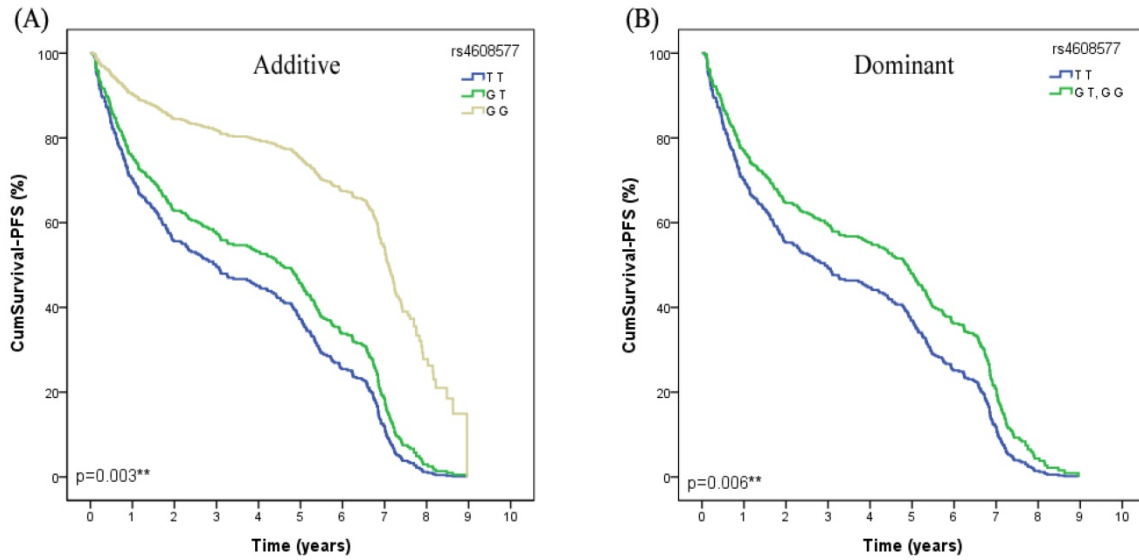 (A)
rs4608577
Additive
T T
G T
G G
CumSurvival-PFS (%)
100
80
60
40
20
0
p=0.003**
0 1 2 3 4 5 6 7 8 9 10
Time (years)
(B)
rs4608577
Dominant
T T
G T, G G
CumSurvival-PFS (%)
100
80
60
40
20
0
p=0.006**
0 1 2 3 4 5 6 7 8 9 10
Time (years)